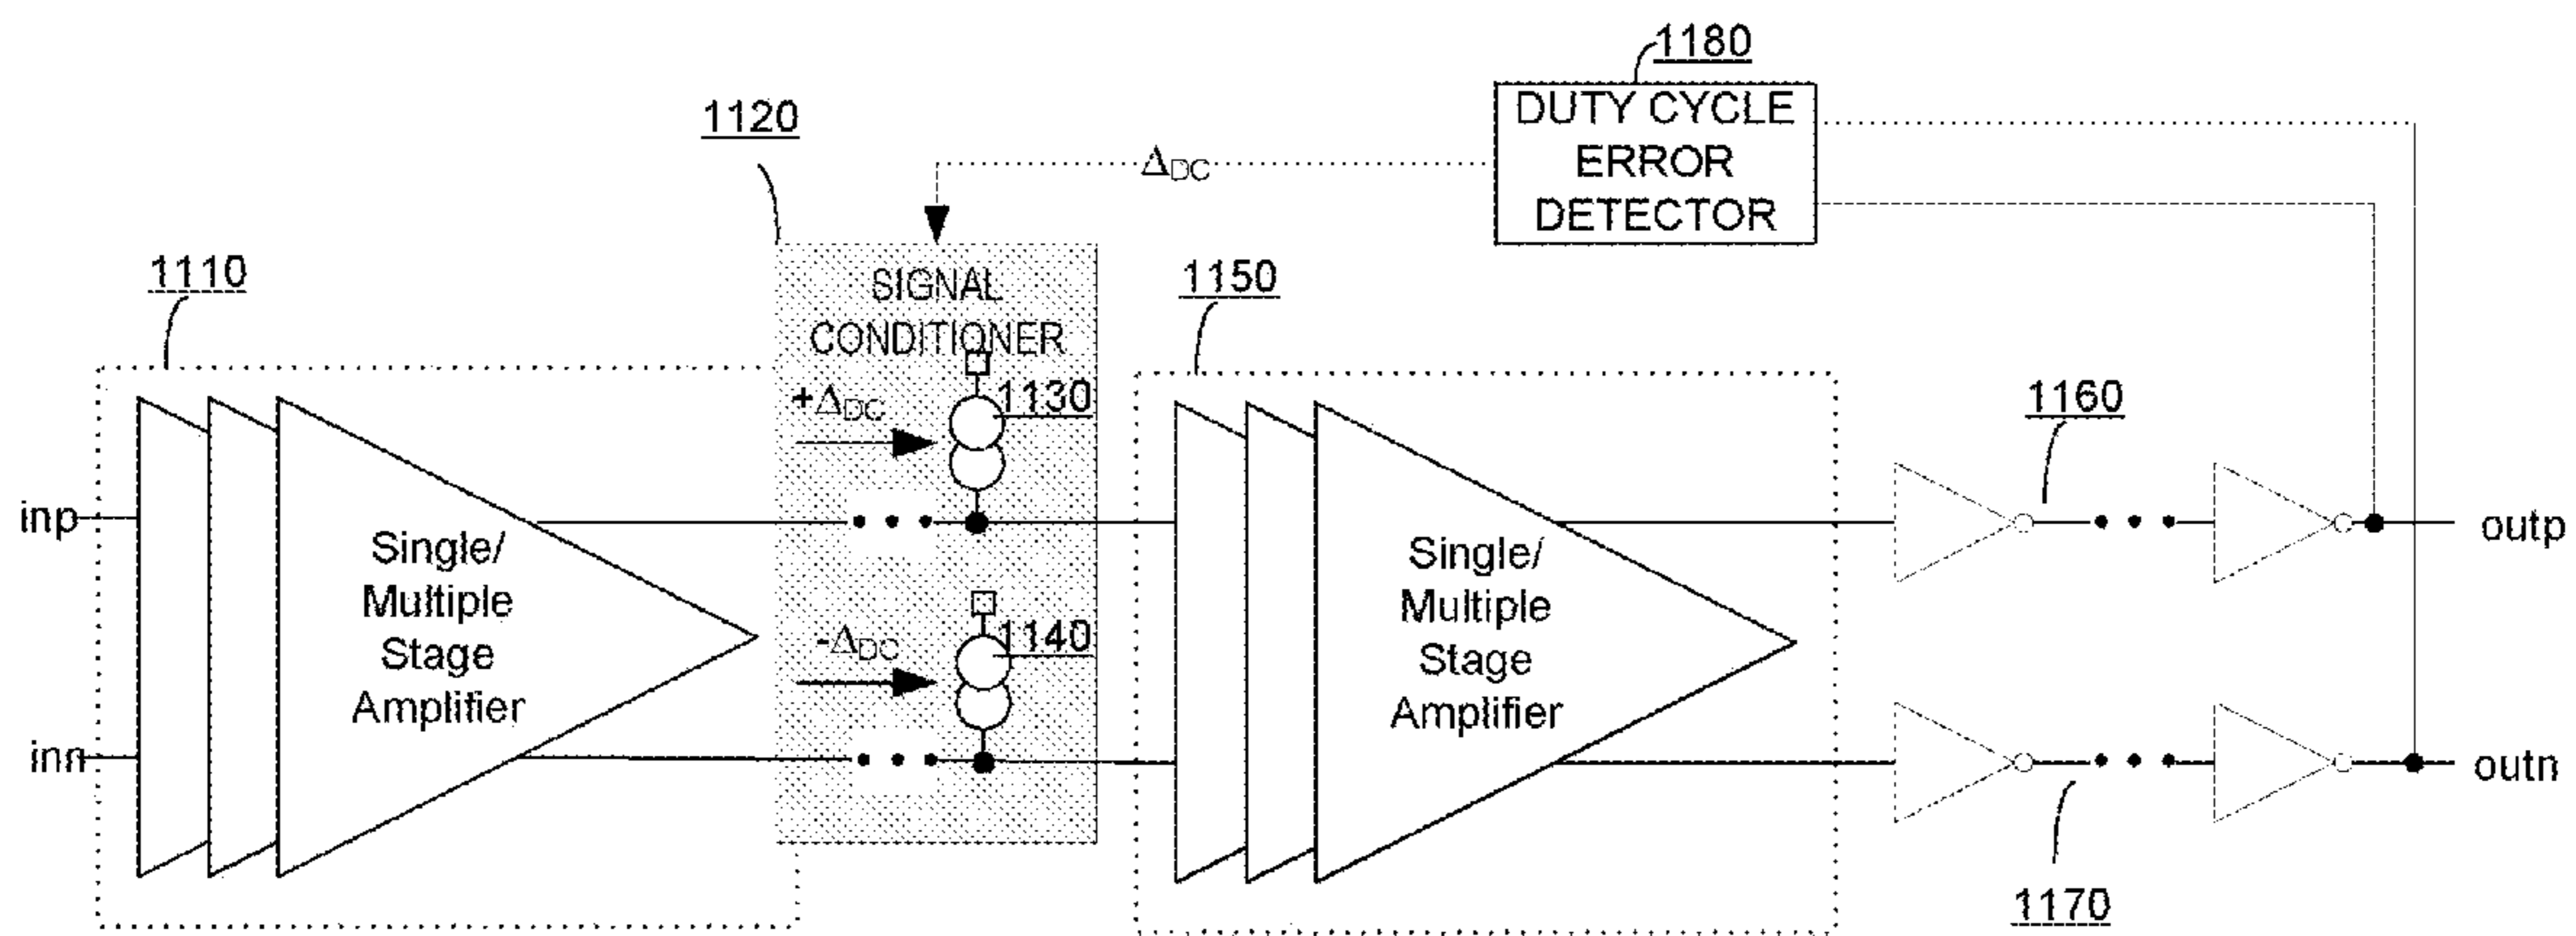 1180
DUTY CYCLE
ERROR
DETECTOR
1120
ΔDC
1110
SIGNAL
CONDITIONER
1150
+ΔDC
1130
1160
inp
Single/
Multiple
Stage
Amplifier
Single/
Multiple
Stage
Amplifier
outp
-ΔDC
1140
inn
outn
1170